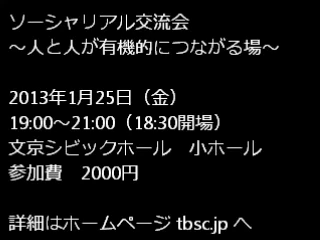 ソーシャリアル交流会
～人と人が有機的につながる場～
2013年1月25日（金）
19:00～21:00（18:30開場）
文京シビックホール　小ホール
参加費　2000円
詳細はホームページ tbsc.jp へ